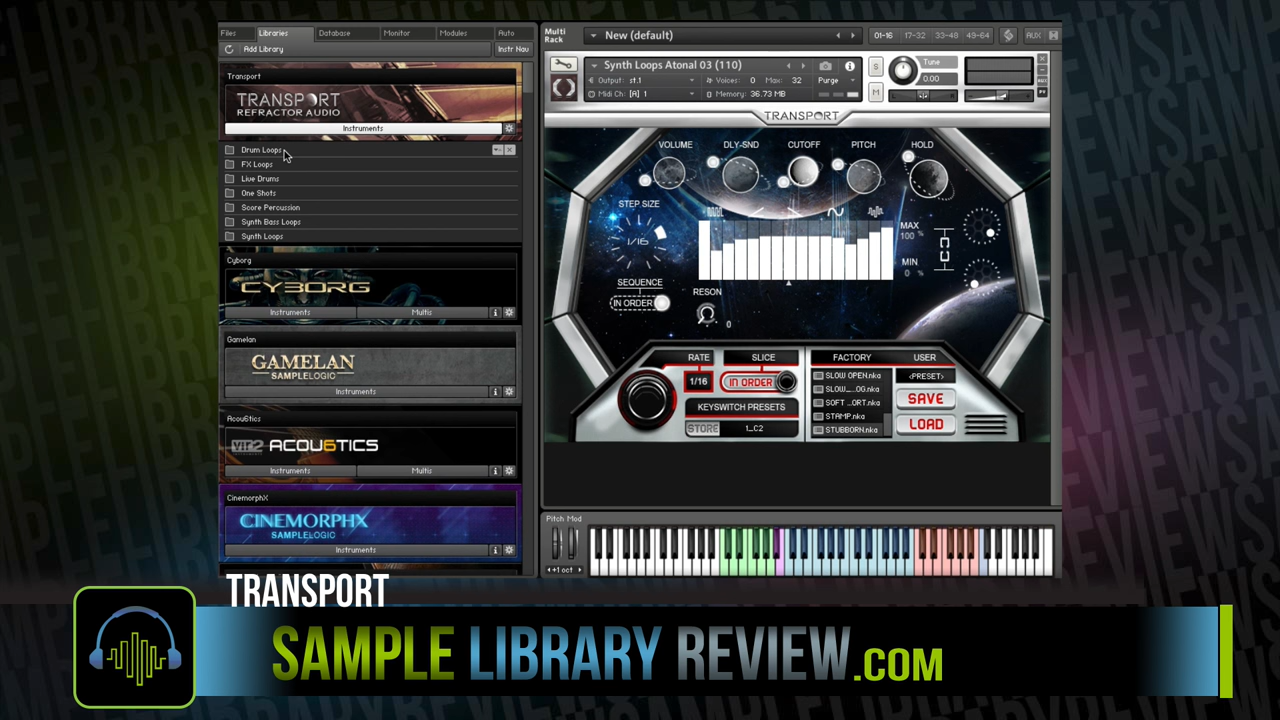 Files Libraries Database Monitor Modules Auto
Add Library Instr Nav
Transport
TRANSPORT
REFRACTOR AUDIO
Instruments
Drum Loops
FX Loops
Live Drums
One Shots
Score Percussion
Synth Bass Loops
Synth Loops
Cyborg
CYBORG
Instruments Multis
Gamelan
GAMELAN
SAMPLELOGIC
Instruments
Acou6tics
vir2 ACOU6TICS
Instruments Multis
CinemorphX
CINEMORPHX
SAMPLELOGIC
Instruments
Multi Rack
New (default)
01-16 17-32 33-48 49-64 AUX
Synth Loops Atonal 03 (110)
Output: st.1 Voices: 0 Max: 32 Purge
Midi Ch: [A] 1 Memory: 36.73 MB
S
M
Tune
0.00
TRANSPORT
VOLUME DLY-SND CUTOFF PITCH HOLD
STEP SIZE
1/16
MAX
100 %
MIN
0 %
SEQUENCE
IN ORDER
RESON
0
RATE SLICE
1/16 IN ORDER
KEYSWITCH PRESETS
STORE 1_C2
FACTORY USER
SLOW OPEN.nka
SLOW_...OG.nka
SOFT ...ORT.nka
STAMP.nka
STUBBORN.nka
<PRESET>
SAVE
LOAD
Pitch Mod
+1 oct
TRANSPORT
SAMPLE LIBRARY REVIEW.COM